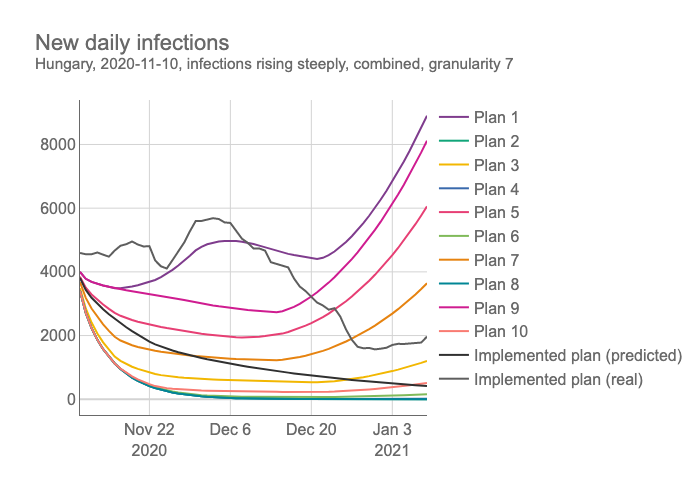 New daily infections
Hungary, 2020-11-10, infections rising steeply, combined, granularity 7
8000
6000
4000
2000
0
Nov 22
2020
Dec 6
Dec 20
Jan 3
2021
Plan 1
Plan 2
Plan 3
Plan 4
Plan 5
Plan 6
Plan 7
Plan 8
Plan 9
Plan 10
Implemented plan (predicted)
Implemented plan (real)